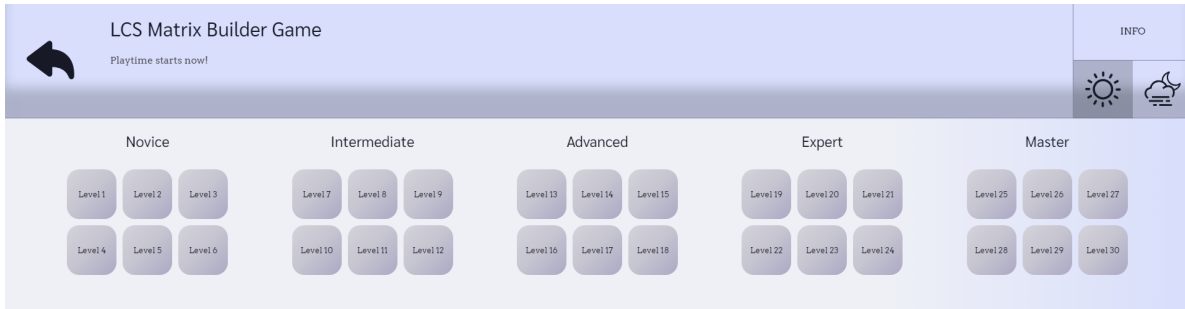 LCS Matrix Builder Game
Playtime starts now!
INFO
Novice Intermediate Advanced Expert Master
Level 1 Level 2 Level 3 Level 7 Level 8 Level 9 Level 13 Level 14 Level 15 Level 19 Level 20 Level 21 Level 25 Level 26 Level 27
Level 4 Level 5 Level 6 Level 10 Level 11 Level 12 Level 16 Level 17 Level 18 Level 22 Level 23 Level 24 Level 28 Level 29 Level 30